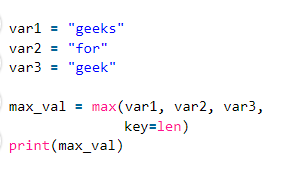 var1 = "geeks"
var2 = "for"
var3 = "geek"
max_val = max(var1, var2, var3,
key=len)
print(max_val)